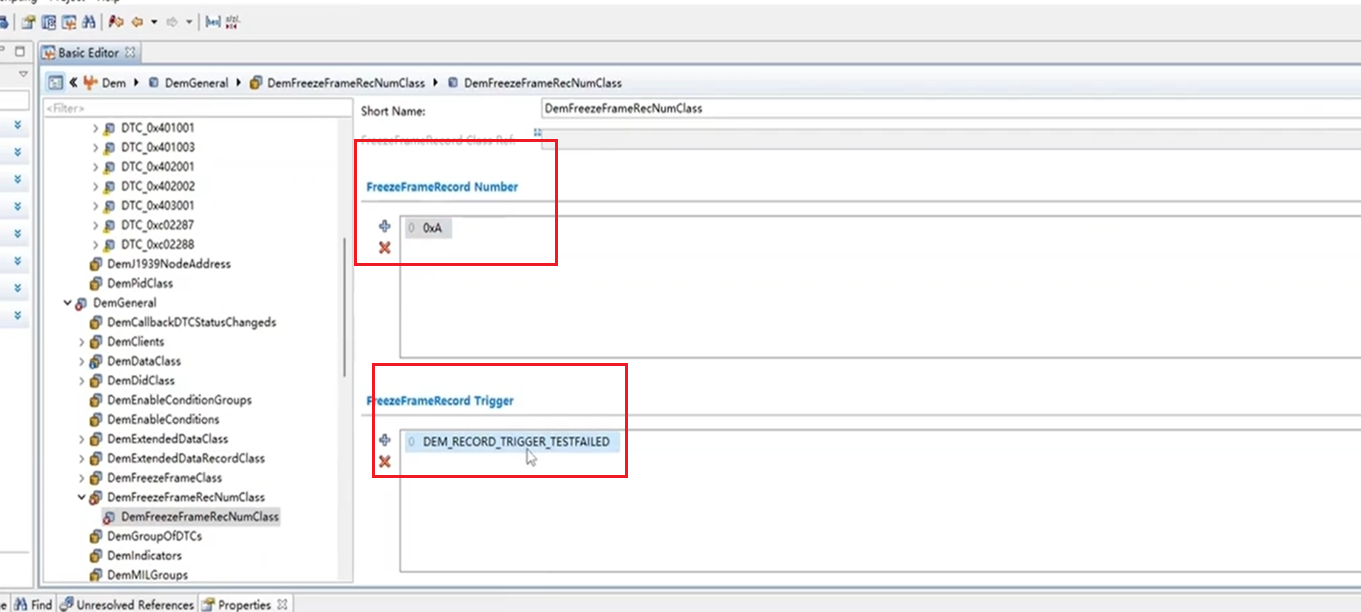 Project Help
Basic Editor
Dem DemGeneral DemFreezeFrameRecNumClass DemFreezeFrameRecNumClass
<Filter>
Short Name: DemFreezeFrameRecNumClass
FreezeFrameRecord Class Ref:
DTC_0x401001
DTC_0x401003
DTC_0x402001
DTC_0x402002
DTC_0x403001
DTC_0xc02287
DTC_0xc02288
DemJ1939NodeAddress
DemPidClass
DemGeneral
DemCallbackDTCStatusChangeds
DemClients
DemDataClass
DemDidClass
DemEnableConditionGroups
DemEnableConditions
DemExtendedDataClass
DemExtendedDataRecordClass
DemFreezeFrameClass
DemFreezeFrameRecNumClass
DemFreezeFrameRecNumClass
DemGroupOfDTCs
DemIndicators
DemMILGroups
FreezeFrameRecord Number
0 0xA
FreezeFrameRecord Trigger
0 DEM_RECORD_TRIGGER_TESTFAILED
Find Unresolved References Properties